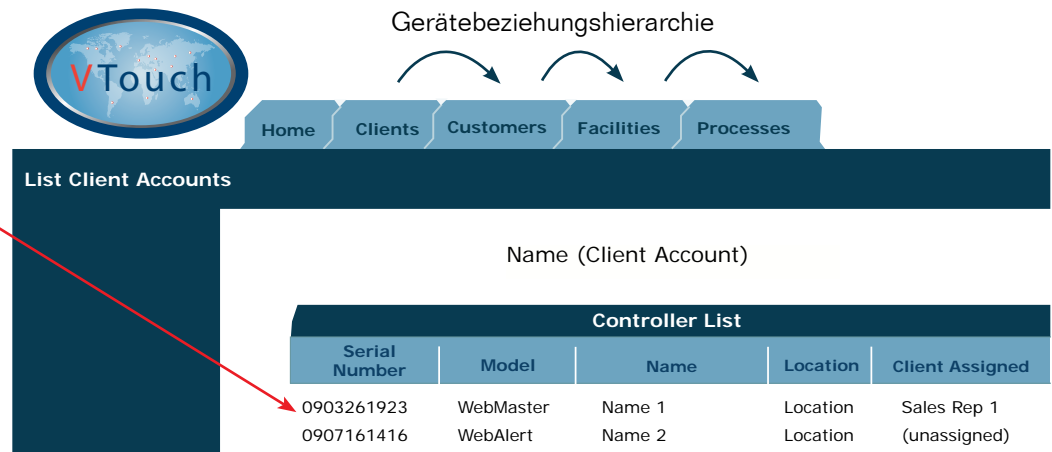 Gerätebeziehungshierarchie
VTouch
Home Clients Customers Facilities Processes
List Client Accounts
Name (Client Account)
Controller List
Serial Number Model Name Location Client Assigned
0903261923 WebMaster Name 1 Location Sales Rep 1
0907161416 WebAlert Name 2 Location (unassigned)